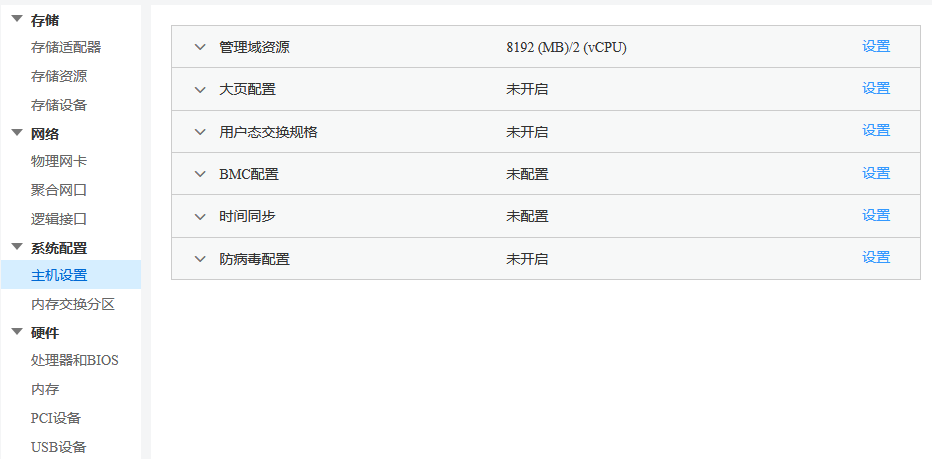 存储
存储适配器
存储资源
存储设备
网络
物理网卡
聚合网口
逻辑接口
系统配置
主机设置
内存交换分区
硬件
处理器和BIOS
内存
PCI设备
USB设备
管理域资源 8192 (MB)/2 (vCPU) 设置
大页配置 未开启 设置
用户态交换规格 未开启 设置
BMC配置 未配置 设置
时间同步 未配置 设置
防病毒配置 未开启 设置